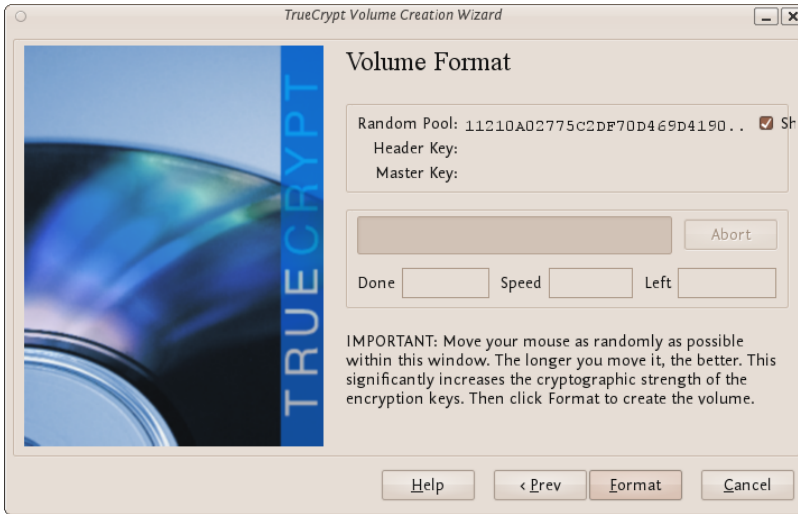 TrueCrypt Volume Creation Wizard
TRUECRYPT
Volume Format
Random Pool: 11210A02775C2DF70D469D4190.. Sh
Header Key:
Master Key:
Abort
Done Speed Left
IMPORTANT: Move your mouse as randomly as possible
within this window. The longer you move it, the better. This
significantly increases the cryptographic strength of the
encryption keys. Then click Format to create the volume.
Help < Prev Format Cancel